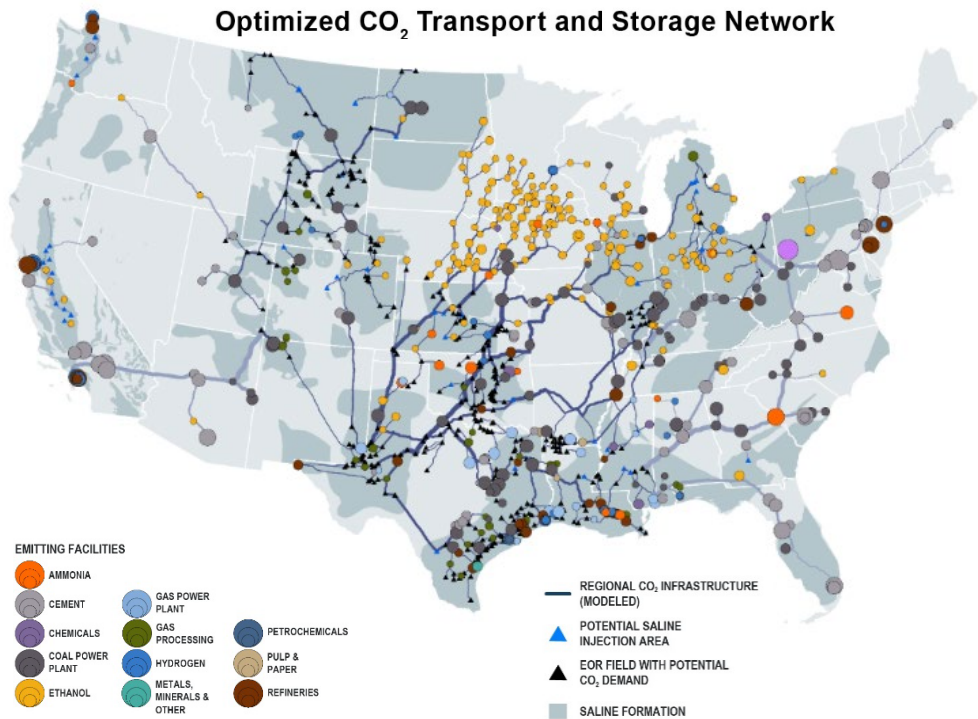 Optimized CO₂ Transport and Storage Network
EMITTING FACILITIES
AMMONIA
CEMENT
CHEMICALS
COAL POWER
PLANT
ETHANOL
GAS POWER
PLANT
GAS
PROCESSING
HYDROGEN
METALS,
MINERALS &
OTHER
PETROCHEMICALS
PULP &
PAPER
REFINERIES
REGIONAL CO₂ INFRASTRUCTURE
(MODELED)
POTENTIAL SALINE
INJECTION AREA
EOR FIELD WITH POTENTIAL
CO₂ DEMAND
SALINE FORMATION